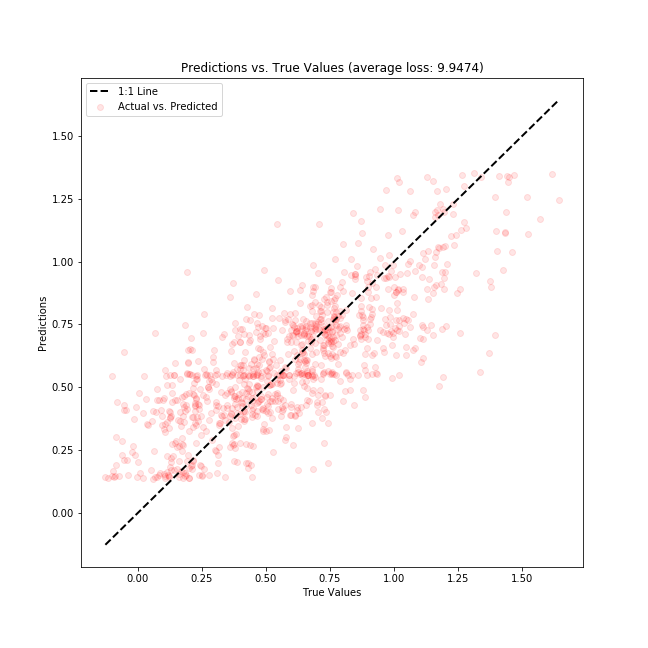 Predictions vs. True Values (average loss: 9.9474)
1:1 Line
Actual vs. Predicted
1.50
1.25
1.00
0.75
0.50
0.25
0.00
Predictions
0.00 0.25 0.50 0.75 1.00 1.25 1.50
True Values